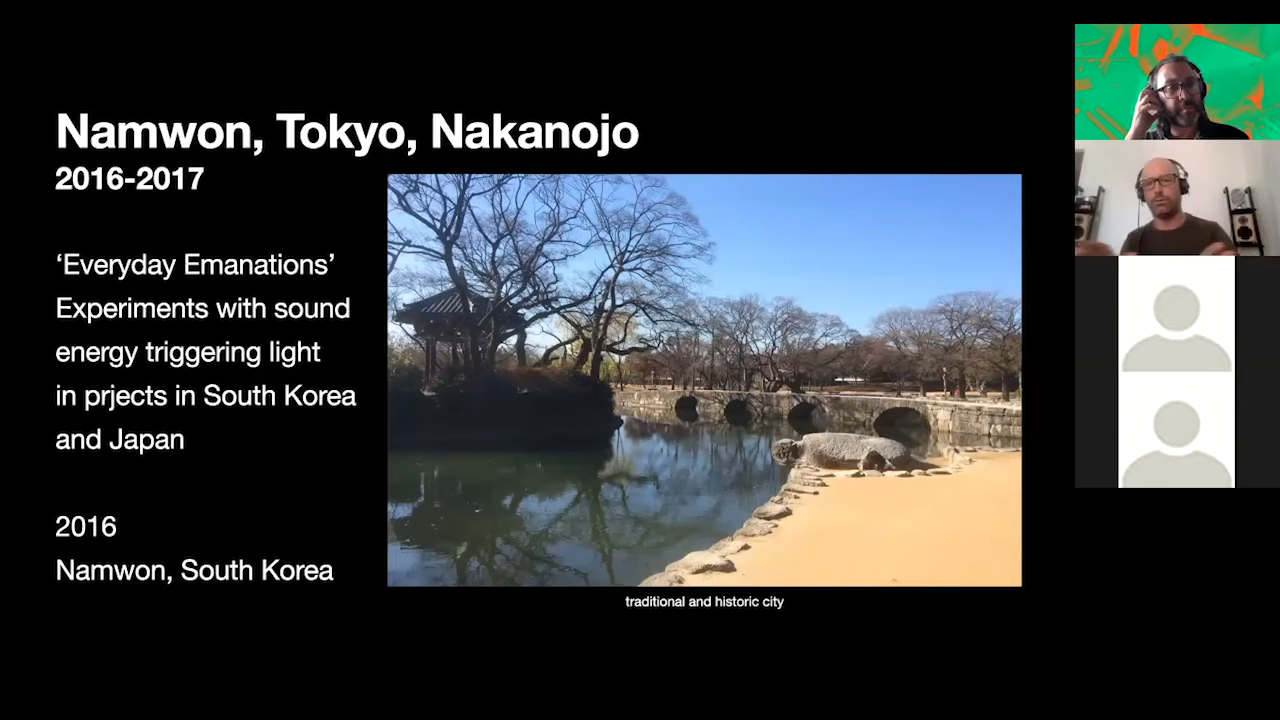 Namwon, Tokyo, Nakanojo
2016-2017
‘Everyday Emanations’
Experiments with sound
energy triggering light
in prjects in South Korea
and Japan
2016
Namwon, South Korea
traditional and historic city